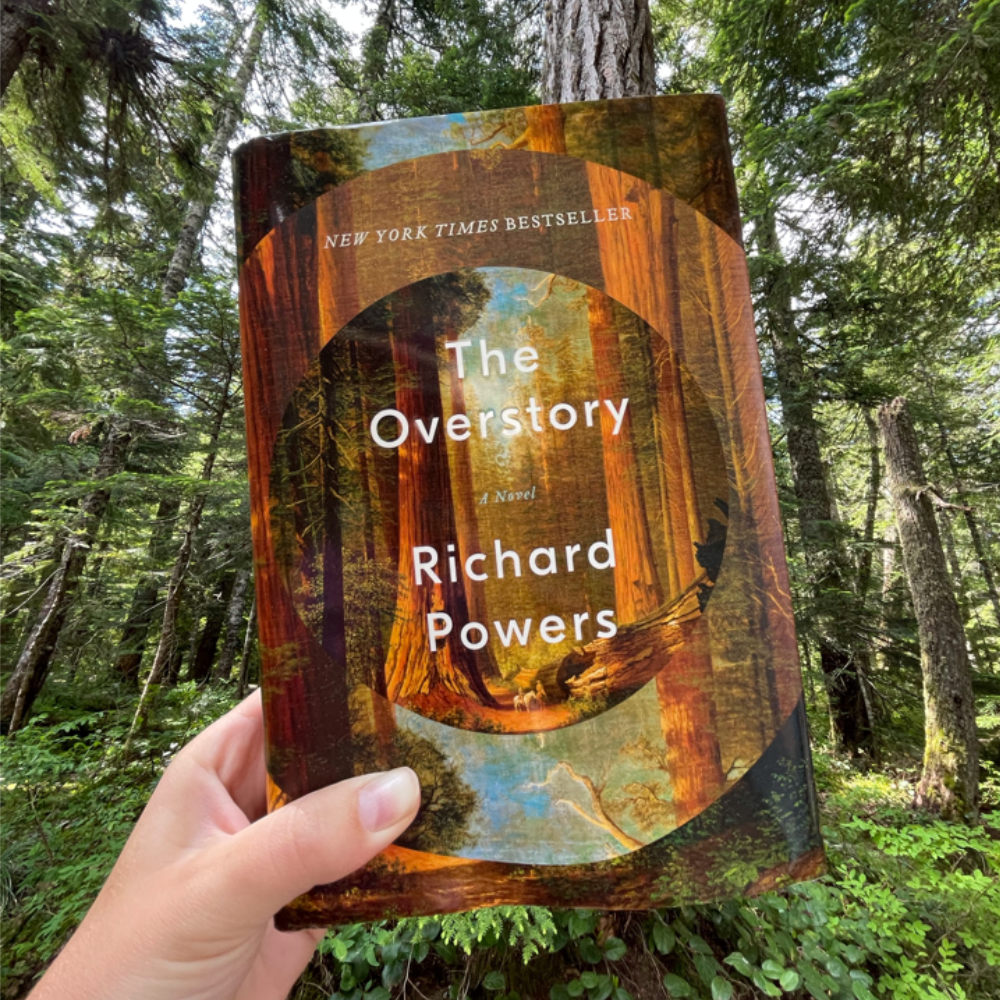 NEW YORK TIMES BESTSELLER
The
Overstory
A Novel
Richard
Powers